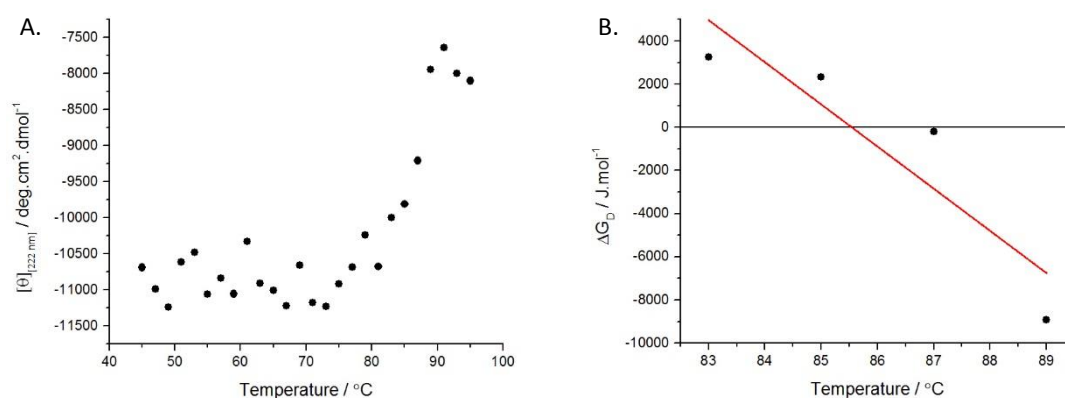 A.
[θ][222 nm] / deg.cm².dmol⁻¹
-7500
-8000
-8500
-9000
-9500
-10000
-10500
-11000
-11500
40 50 60 70 80 90 100
Temperature / °C
B.
ΔG_D / J.mol⁻¹
4000
2000
0
-2000
-4000
-6000
-8000
-10000
83 84 85 86 87 88 89
Temperature / °C